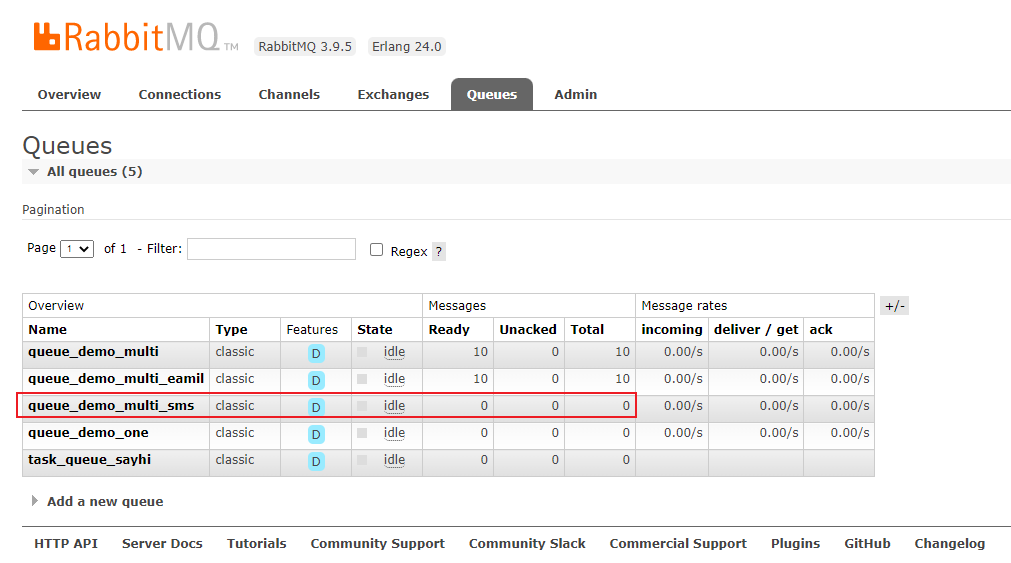 RabbitMQ TM RabbitMQ 3.9.5 Erlang 24.0
Overview Connections Channels Exchanges Queues Admin
Queues
All queues (5)
Pagination
Page 1 of 1 - Filter: Regex ?
Overview Messages Message rates +/-
Name Type Features State Ready Unacked Total incoming deliver / get ack
queue_demo_multi classic D idle 10 0 10 0.00/s 0.00/s 0.00/s
queue_demo_multi_eamil classic D idle 10 0 10 0.00/s 0.00/s 0.00/s
queue_demo_multi_sms classic D idle 0 0 0 0.00/s 0.00/s 0.00/s
queue_demo_one classic D idle 0 0 0 0.00/s 0.00/s 0.00/s
task_queue_sayhi classic D idle 0 0 0
Add a new queue
HTTP API Server Docs Tutorials Community Support Community Slack Commercial Support Plugins GitHub Changelog